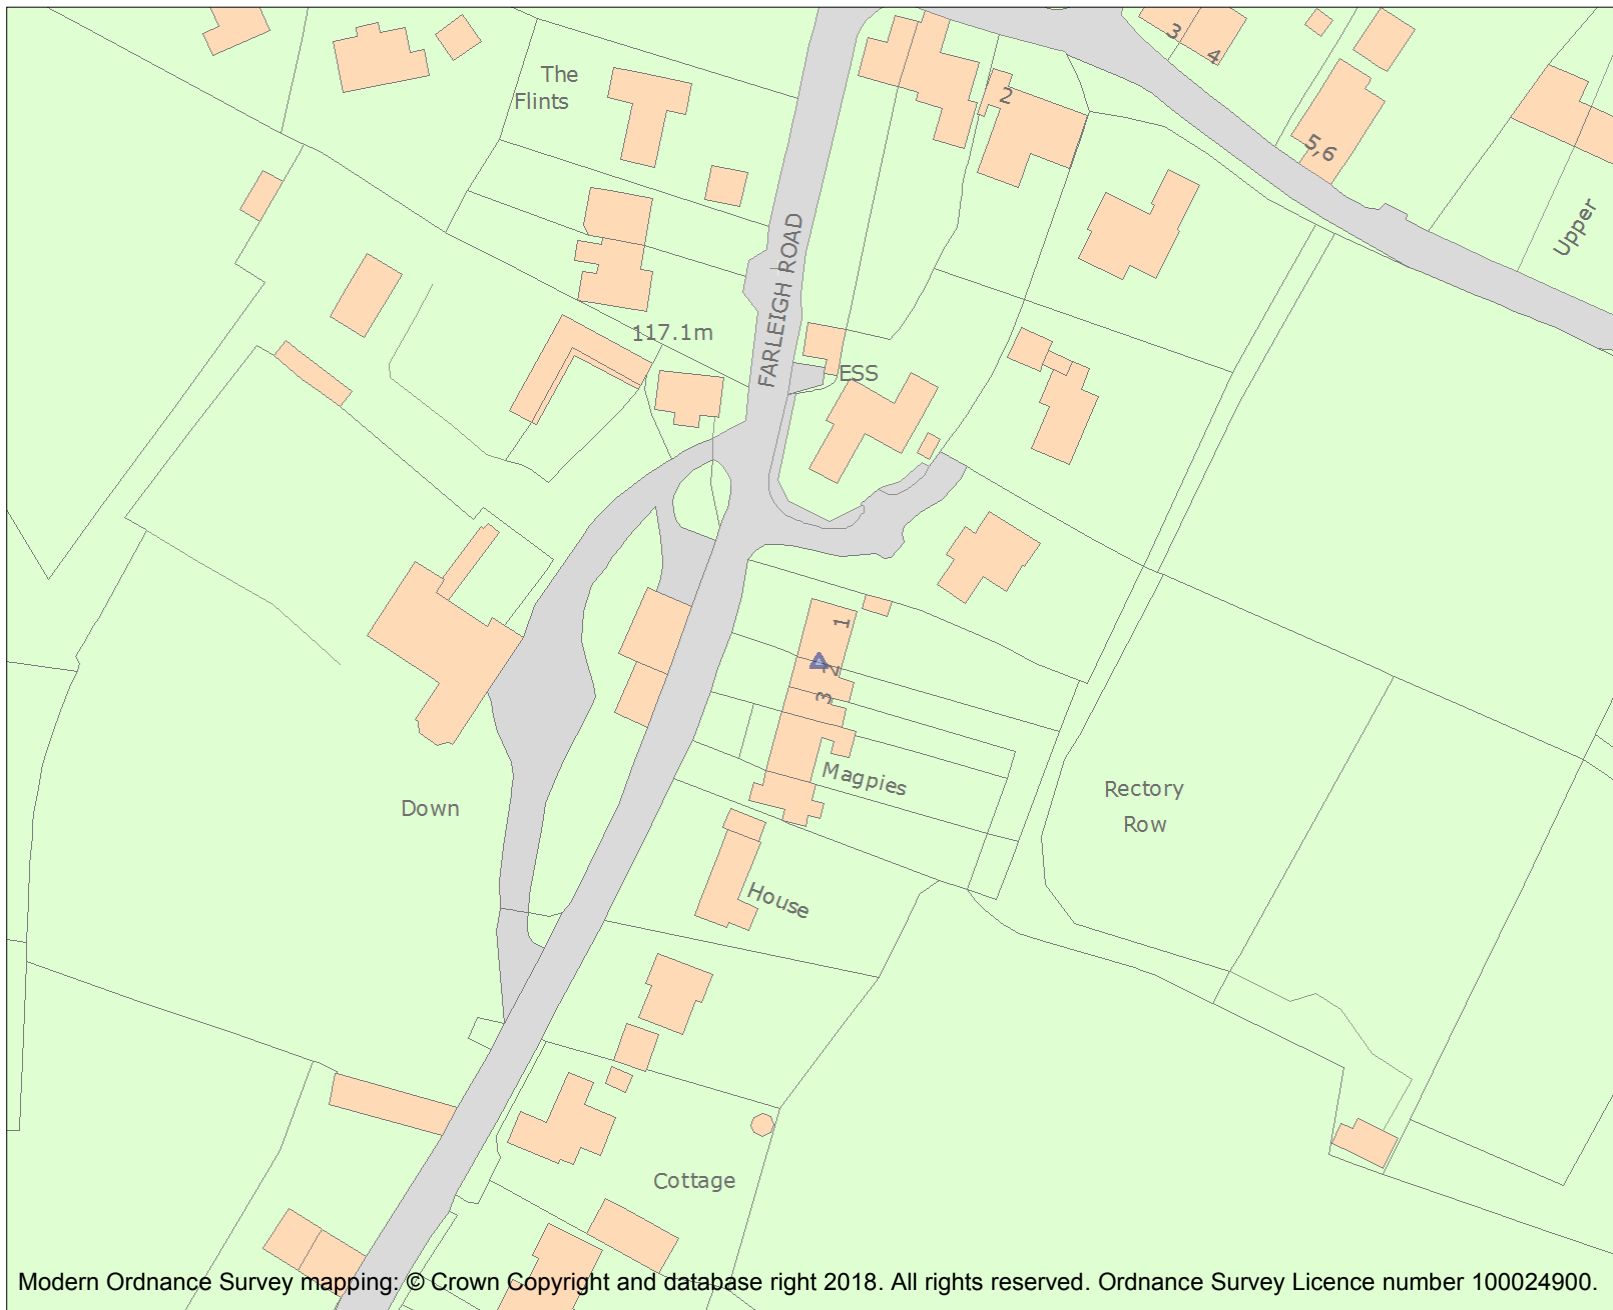 3
4
The
Flints
2
5,6
Upper
FARLEIGH ROAD
117.1m
ESS
1
2
3
Magpies
Rectory
Row
Down
House
Cottage
Modern Ordnance Survey mapping: © Crown Copyright and database right 2018. All rights reserved. Ordnance Survey Licence number 100024900.